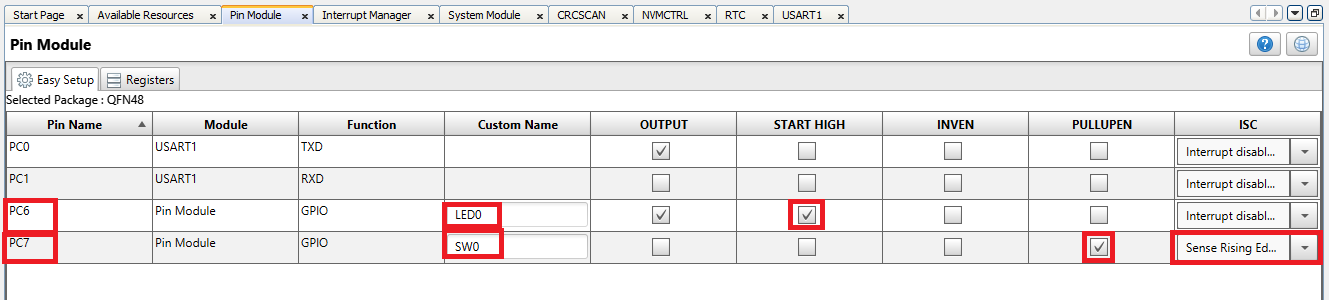 Start Page x Available Resources x Pin Module x Interrupt Manager x System Module x CRCSCAN x NVMCTRL x RTC x USART1 x
Pin Module
?
Easy Setup Registers
Selected Package : QFN48
Pin Name Module Function Custom Name OUTPUT START HIGH INVEN PULLUPEN ISC
PC0 USART1 TXD Interrupt disabl...
PC1 USART1 RXD Interrupt disabl...
PC6 Pin Module GPIO LED0 Interrupt disabl...
PC7 Pin Module GPIO SW0 Sense Rising Ed...